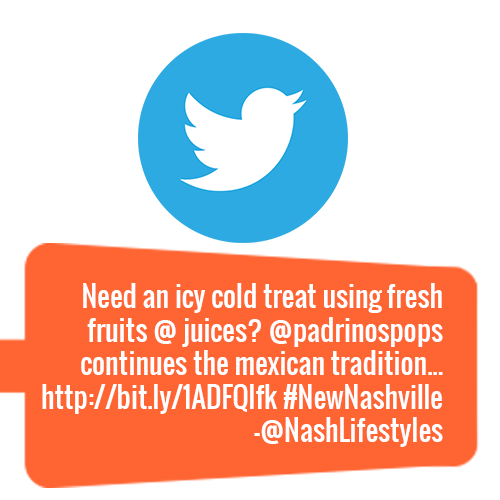 Need an icy cold treat using fresh
fruits @ juices? @padrinospops
continues the mexican tradition...
http://bit.ly/1ADFQlfk #NewNashville
-@NashLifestyles